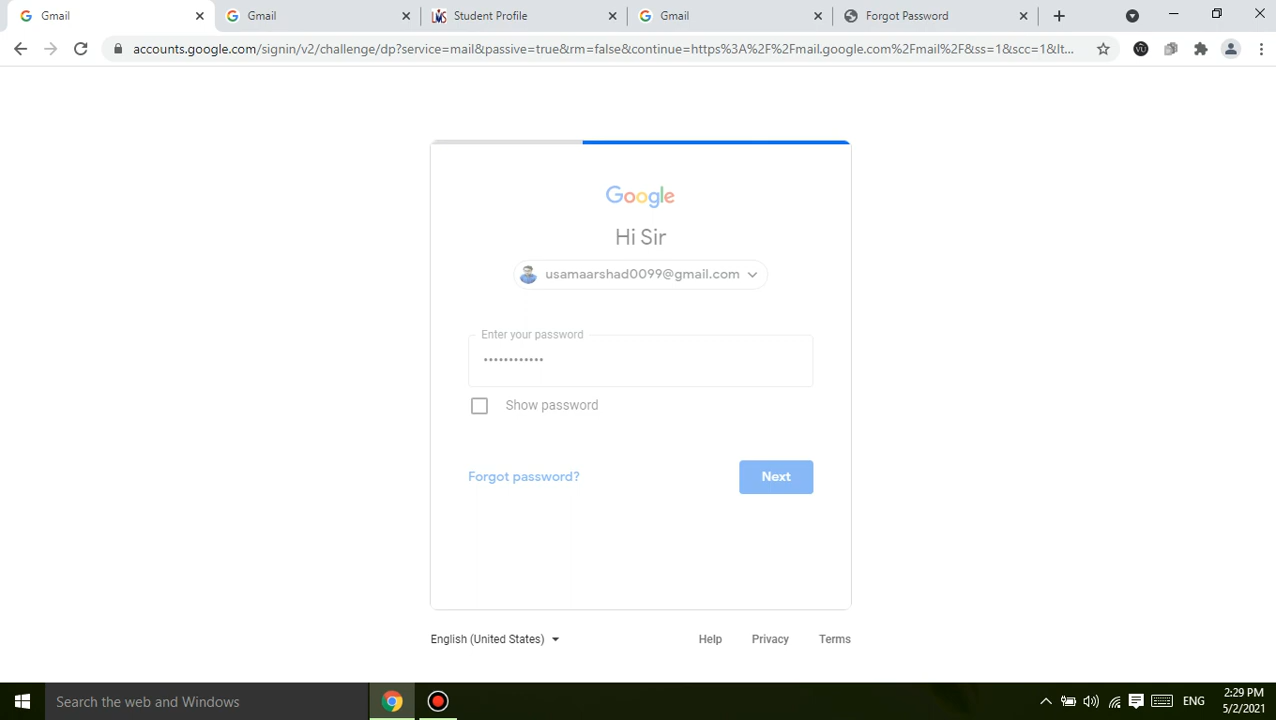 Gmail
Gmail
Student Profile
Gmail
Forgot Password
accounts.google.com/signin/v2/challenge/dp?service=mail&passive=true&rm=false&continue=https%3A%2F%2Fmail.google.com%2Fmail%2F&ss=1&scc=1&lt...
Google
Hi Sir
usamaarshad0099@gmail.com
Enter your password
••••••••••••
Show password
Forgot password?
Next
English (United States)
Help
Privacy
Terms
Search the web and Windows
ENG
2:29 PM
5/2/2021